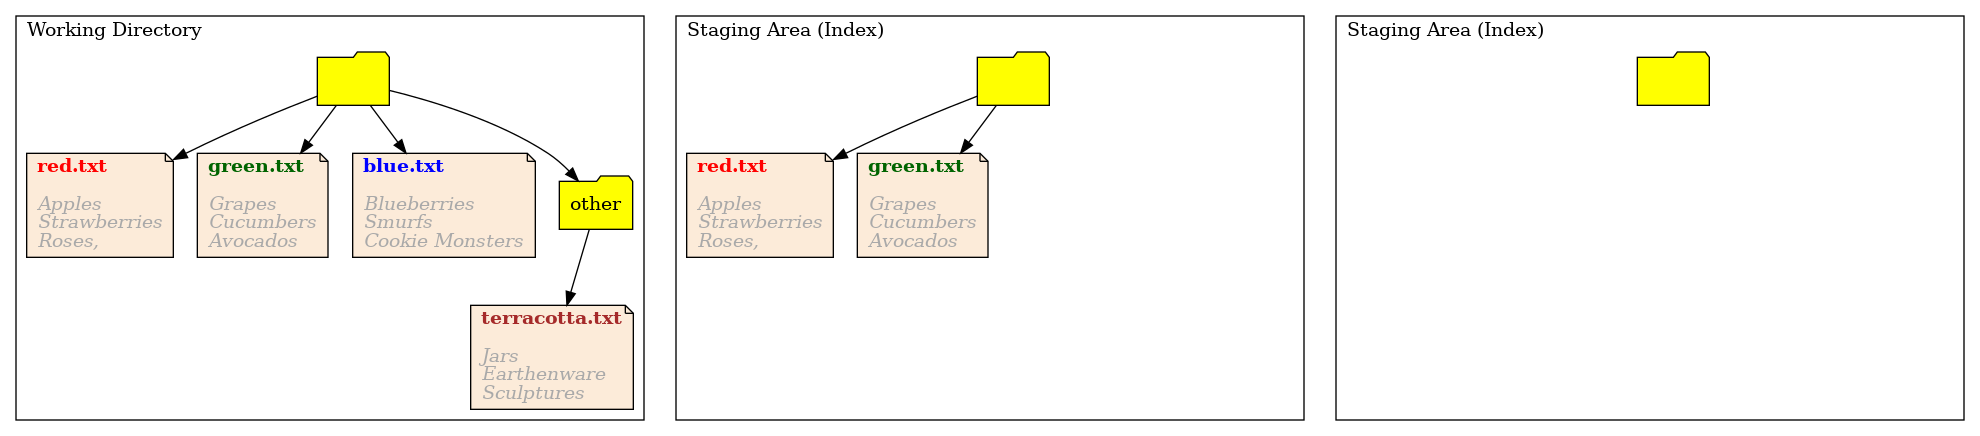 Working Directory
red.txt
Apples
Strawberries
Roses,
green.txt
Grapes
Cucumbers
Avocados
blue.txt
Blueberries
Smurfs
Cookie Monsters
other
terracotta.txt
Jars
Earthenware
Sculptures
Staging Area (Index)
red.txt
Apples
Strawberries
Roses,
green.txt
Grapes
Cucumbers
Avocados
Staging Area (Index)